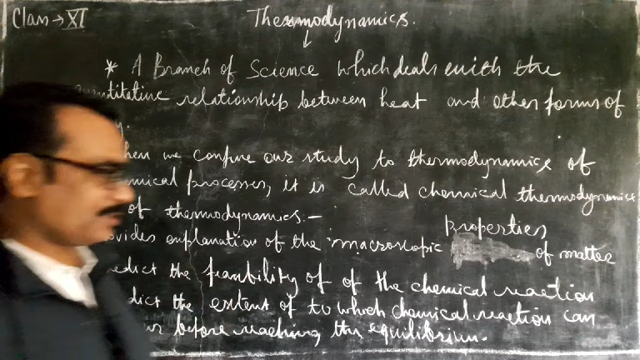 Class → XI
Thermodynamics.
* A Branch of Science which deals with the
relationship between heat and other forms of
we confine our study to thermodynamics of
processes, it is called chemical thermodynamics
of thermodynamics. —
explanation of the macroscopic properties of matter
the feasibility of of the chemical reaction
the extent of to which chemical reaction can
before reaching the equilibrium.